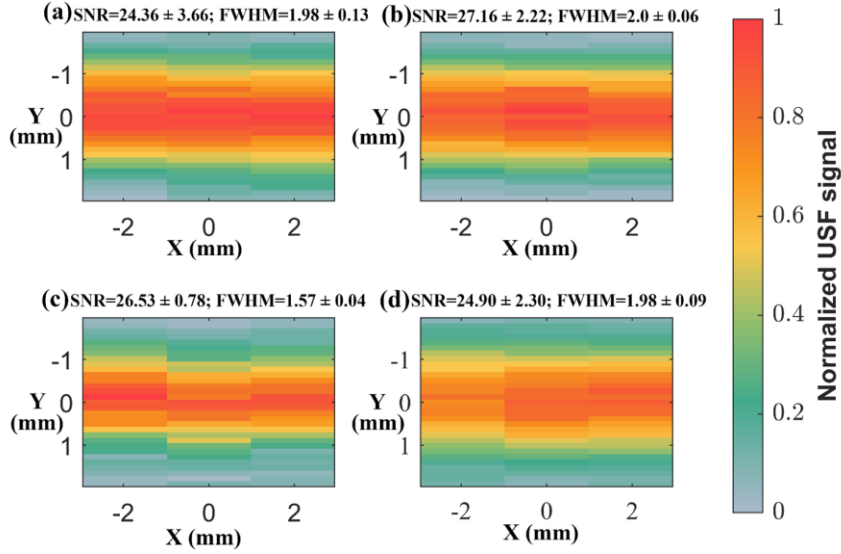 (a) SNR=24.36 ± 3.66; FWHM=1.98 ± 0.13
-1
Y 0
(mm)
1
-2 0 2
X (mm)
(b) SNR=27.16 ± 2.22; FWHM=2.0 ± 0.06
-1
Y 0
(mm)
1
-2 0 2
X (mm)
(c) SNR=26.53 ± 0.78; FWHM=1.57 ± 0.04
-1
Y 0
(mm)
1
-2 0 2
X (mm)
(d) SNR=24.90 ± 2.30; FWHM=1.98 ± 0.09
-1
Y 0
(mm)
1
-2 0 2
X (mm)
1
0.8
0.6
0.4
0.2
0
Normalized USF signal